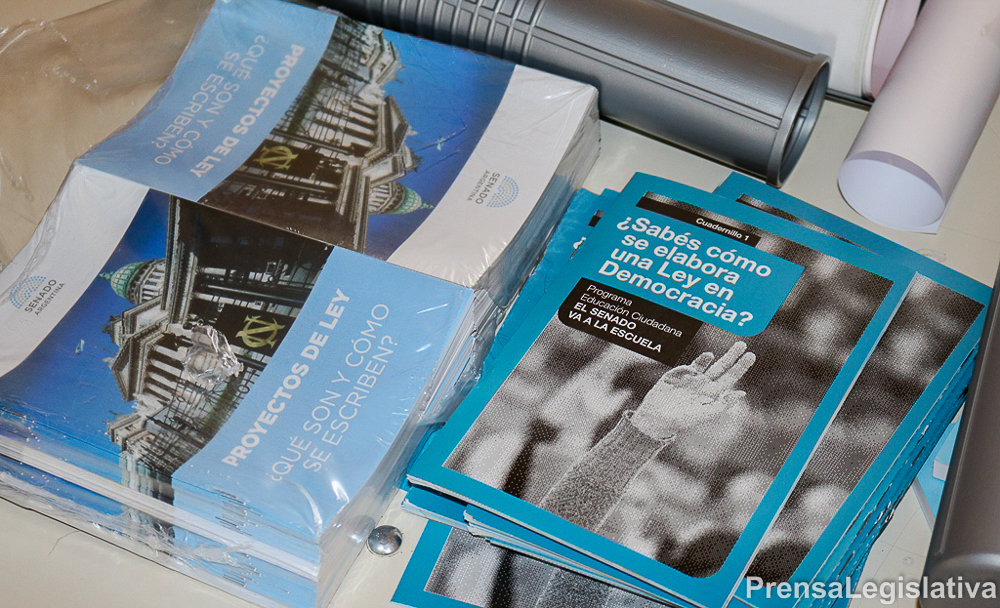 PROYECTOS DE LEY
¿QUÉ SON Y CÓMO
SE ESCRIBEN?
SENADO
ARGENTINA
SENADO
ARGENTINA
PROYECTOS DE LEY
¿QUÉ SON Y CÓMO
SE ESCRIBEN?
Cuadernillo 1
¿Sabés cómo
se elabora
una Ley en
Democracia?
Programa
Educación Ciudadana
EL SENADO
VA A LA ESCUELA
PrensaLegislativa